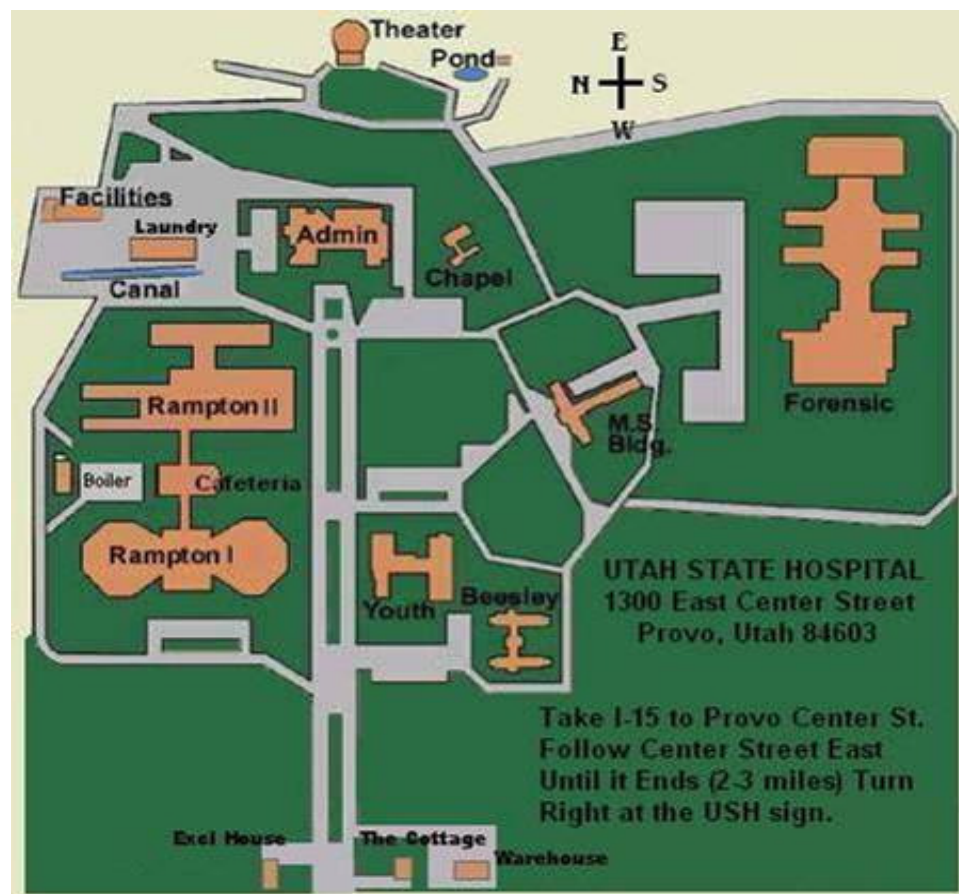 Theater
Pond
E
N S
W
Facilities
Laundry
Admin
Canal
Chapel
Rampton II
Forensic
M.S.
Bldg.
Boiler
Cafeteria
Rampton I
Youth
Beesley
UTAH STATE HOSPITAL
1300 East Center Street
Provo, Utah 84603
Take I-15 to Provo Center St.
Follow Center Street East
Until it Ends (2-3 miles) Turn
Right at the USH sign.
Exel House
The Cottage
Warehouse